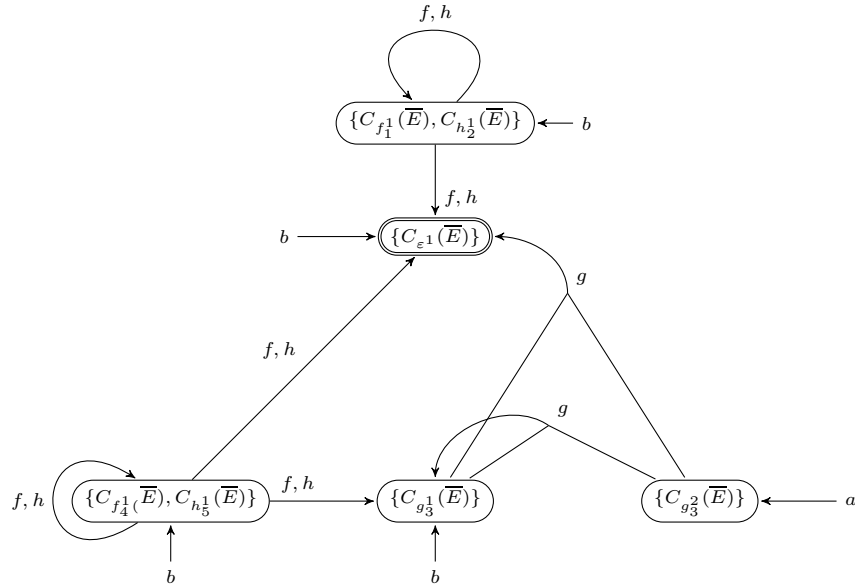 f, h
{C_{f_1^1}(\overline{E}), C_{h_2^1}(\overline{E})}
b
f, h
b
{C_{ε^1}(\overline{E})}
g
f, h
g
f, h
{C_{f_4^1(}\overline{E}), C_{h_5^1}(\overline{E})}
f, h
{C_{g_3^1}(\overline{E})}
{C_{g_3^2}(\overline{E})}
a
b
b